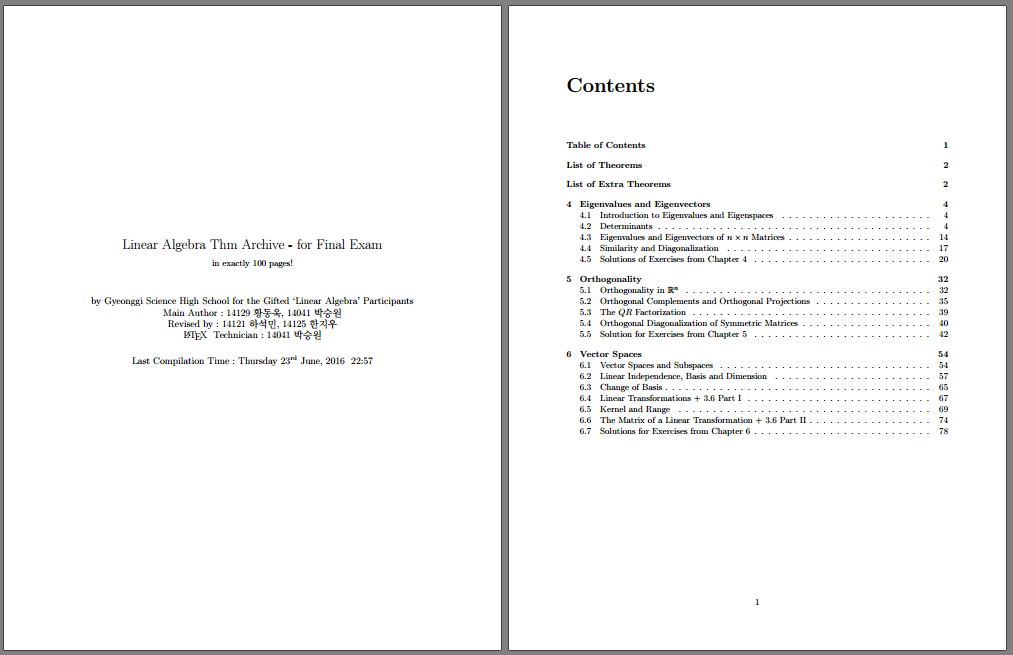 Linear Algebra Thm Archive - for Final Exam
in exactly 100 pages!
by Gyeonggi Science High School for the Gifted ‘Linear Algebra’ Participants
Main Author : 14129 황동욱, 14041 박승원
Revised by : 14121 하석민, 14125 한지우
LATEX Technician : 14041 박승원
Last Compilation Time : Thursday 23rd June, 2016 22:57
Contents
Table of Contents 1
List of Theorems 2
List of Extra Theorems 2
4 Eigenvalues and Eigenvectors 4
4.1 Introduction to Eigenvalues and Eigenspaces . . . . . . . . . . . . . . . . . . . . . . 4
4.2 Determinants . . . . . . . . . . . . . . . . . . . . . . . . . . . . . . . . . . . . . . 4
4.3 Eigenvalues and Eigenvectors of n × n Matrices . . . . . . . . . . . . . . . . . . . . . 14
4.4 Similarity and Diagonalization . . . . . . . . . . . . . . . . . . . . . . . . . . . . . 17
4.5 Solutions of Exercises from Chapter 4 . . . . . . . . . . . . . . . . . . . . . . . . . 20
5 Orthogonality 32
5.1 Orthogonality in ℝⁿ . . . . . . . . . . . . . . . . . . . . . . . . . . . . . . . . . . 32
5.2 Orthogonal Complements and Orthogonal Projections . . . . . . . . . . . . . . . . . 35
5.3 The QR Factorization . . . . . . . . . . . . . . . . . . . . . . . . . . . . . . . . . . 39
5.4 Orthogonal Diagonalization of Symmetric Matrices . . . . . . . . . . . . . . . . . . . 40
5.5 Solution for Exercises from Chapter 5 . . . . . . . . . . . . . . . . . . . . . . . . . 42
6 Vector Spaces 54
6.1 Vector Spaces and Subspaces . . . . . . . . . . . . . . . . . . . . . . . . . . . . . . 54
6.2 Linear Independence, Basis and Dimension . . . . . . . . . . . . . . . . . . . . . . . 57
6.3 Change of Basis . . . . . . . . . . . . . . . . . . . . . . . . . . . . . . . . . . . . . 65
6.4 Linear Transformations + 3.6 Part I . . . . . . . . . . . . . . . . . . . . . . . . . . 67
6.5 Kernel and Range . . . . . . . . . . . . . . . . . . . . . . . . . . . . . . . . . . . . 69
6.6 The Matrix of a Linear Transformation + 3.6 Part II . . . . . . . . . . . . . . . . . . 74
6.7 Solutions for Exercises from Chapter 6 . . . . . . . . . . . . . . . . . . . . . . . . . 78
1